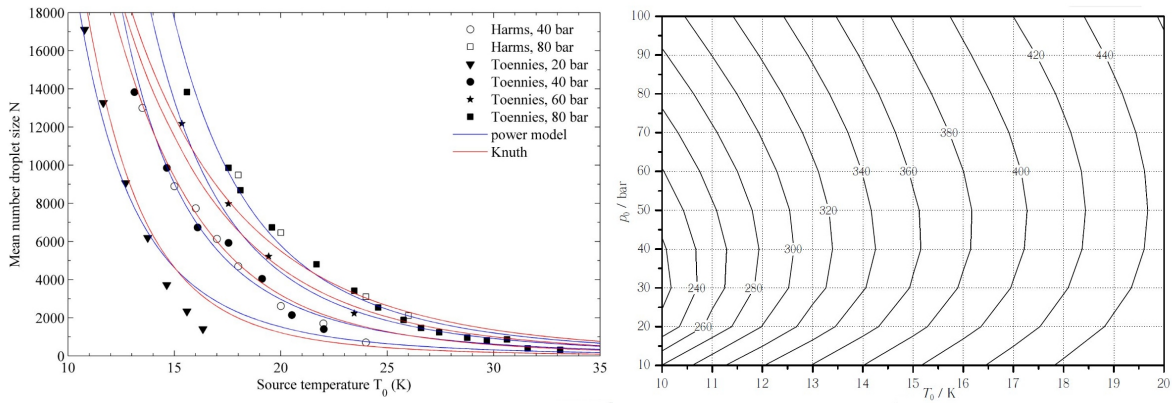 18000
16000
14000
12000
10000
8000
6000
4000
2000
0
Mean number droplet size N
10 15 20 25 30 35
Source temperature T0 (K)
Harms, 40 bar
Harms, 80 bar
Toennies, 20 bar
Toennies, 40 bar
Toennies, 60 bar
Toennies, 80 bar
power model
Knuth
100
90
80
70
60
50
40
30
20
10
p0 / bar
420 440
380
340 360 400
320
300
240 280
260
10 11 12 13 14 15 16 17 18 19 20
T0 / K